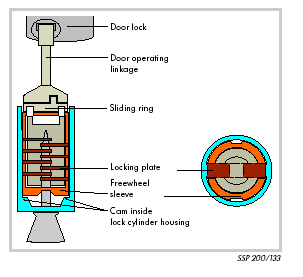 Door lock
Door operating
linkage
Sliding ring
Locking plate
Freewheel
sleeve
Cam inside
lock cylinder housing
SSP 200/133